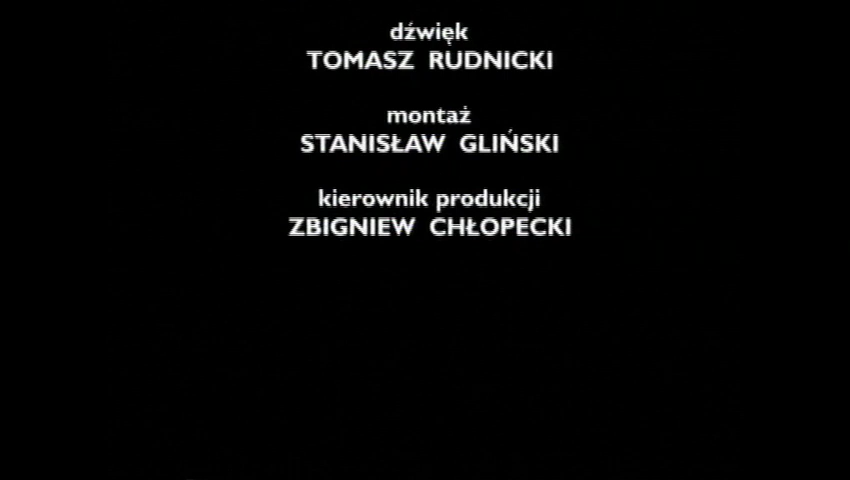 dźwięk
TOMASZ RUDNICKI
montaż
STANISŁAW GLIŃSKI
kierownik produkcji
ZBIGNIEW CHŁOPECKI